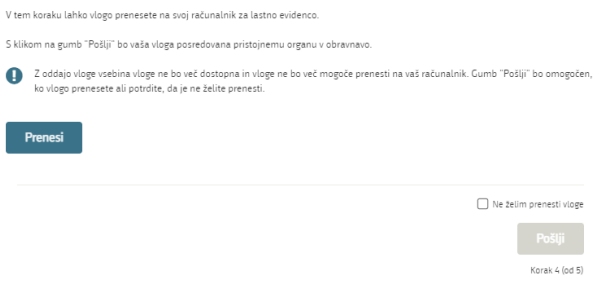 V tem koraku lahko vlogo prenesete na svoj računalnik za lastno evidenco.
S klikom na gumb "Pošlji" bo vaša vloga posredovana pristojnemu organu v obravnavo.
Z oddajo vloge vsebina vloge ne bo več dostopna in vloge ne bo več mogoče prenesti na vaš računalnik. Gumb "Pošlji" bo omogočen,
ko vlogo prenesete ali potrdite, da je ne želite prenesti.
Prenesi
Ne želim prenesti vloge
Pošlji
Korak 4 (od 5)